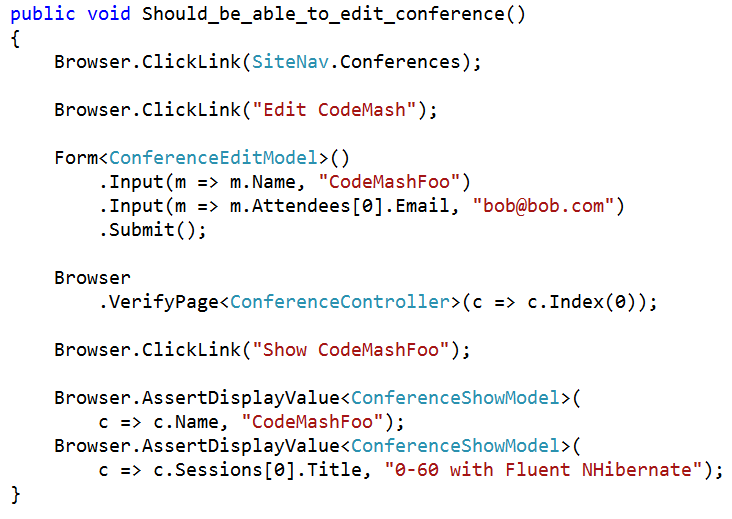 public void Should_be_able_to_edit_conference()
{
    Browser.ClickLink(SiteNav.Conferences);
    Browser.ClickLink("Edit CodeMash");
    Form<ConferenceEditModel>()
        .Input(m => m.Name, "CodeMashFoo")
        .Input(m => m.Attendees[0].Email, "bob@bob.com")
        .Submit();
    Browser
        .VerifyPage<ConferenceController>(c => c.Index(0));
    Browser.ClickLink("Show CodeMashFoo");
    Browser.AssertDisplayValue<ConferenceShowModel>(
        c => c.Name, "CodeMashFoo");
    Browser.AssertDisplayValue<ConferenceShowModel>(
        c => c.Sessions[0].Title, "0-60 with Fluent NHibernate");
}